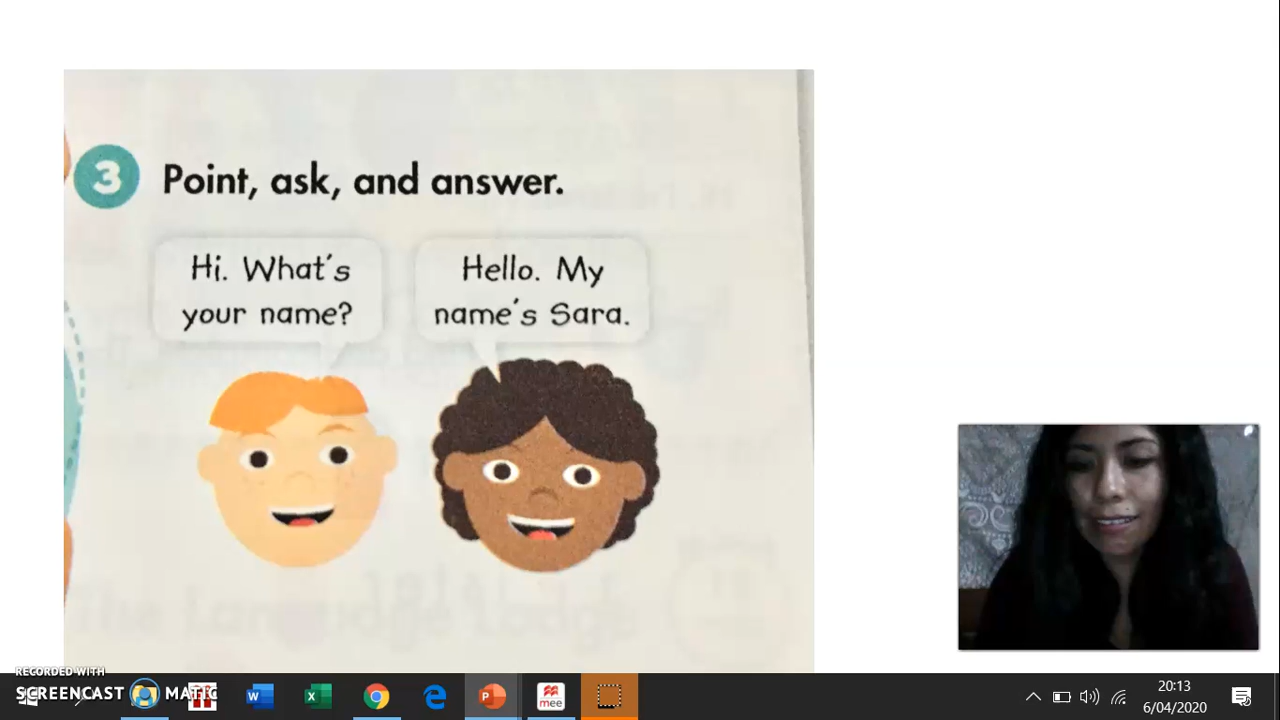 3 Point, ask, and answer.
Hi. What's
your name?
Hello. My
name's Sara.
RECORDED WITH
SCREENCAST MATIC
mee
20:13
6/04/2020